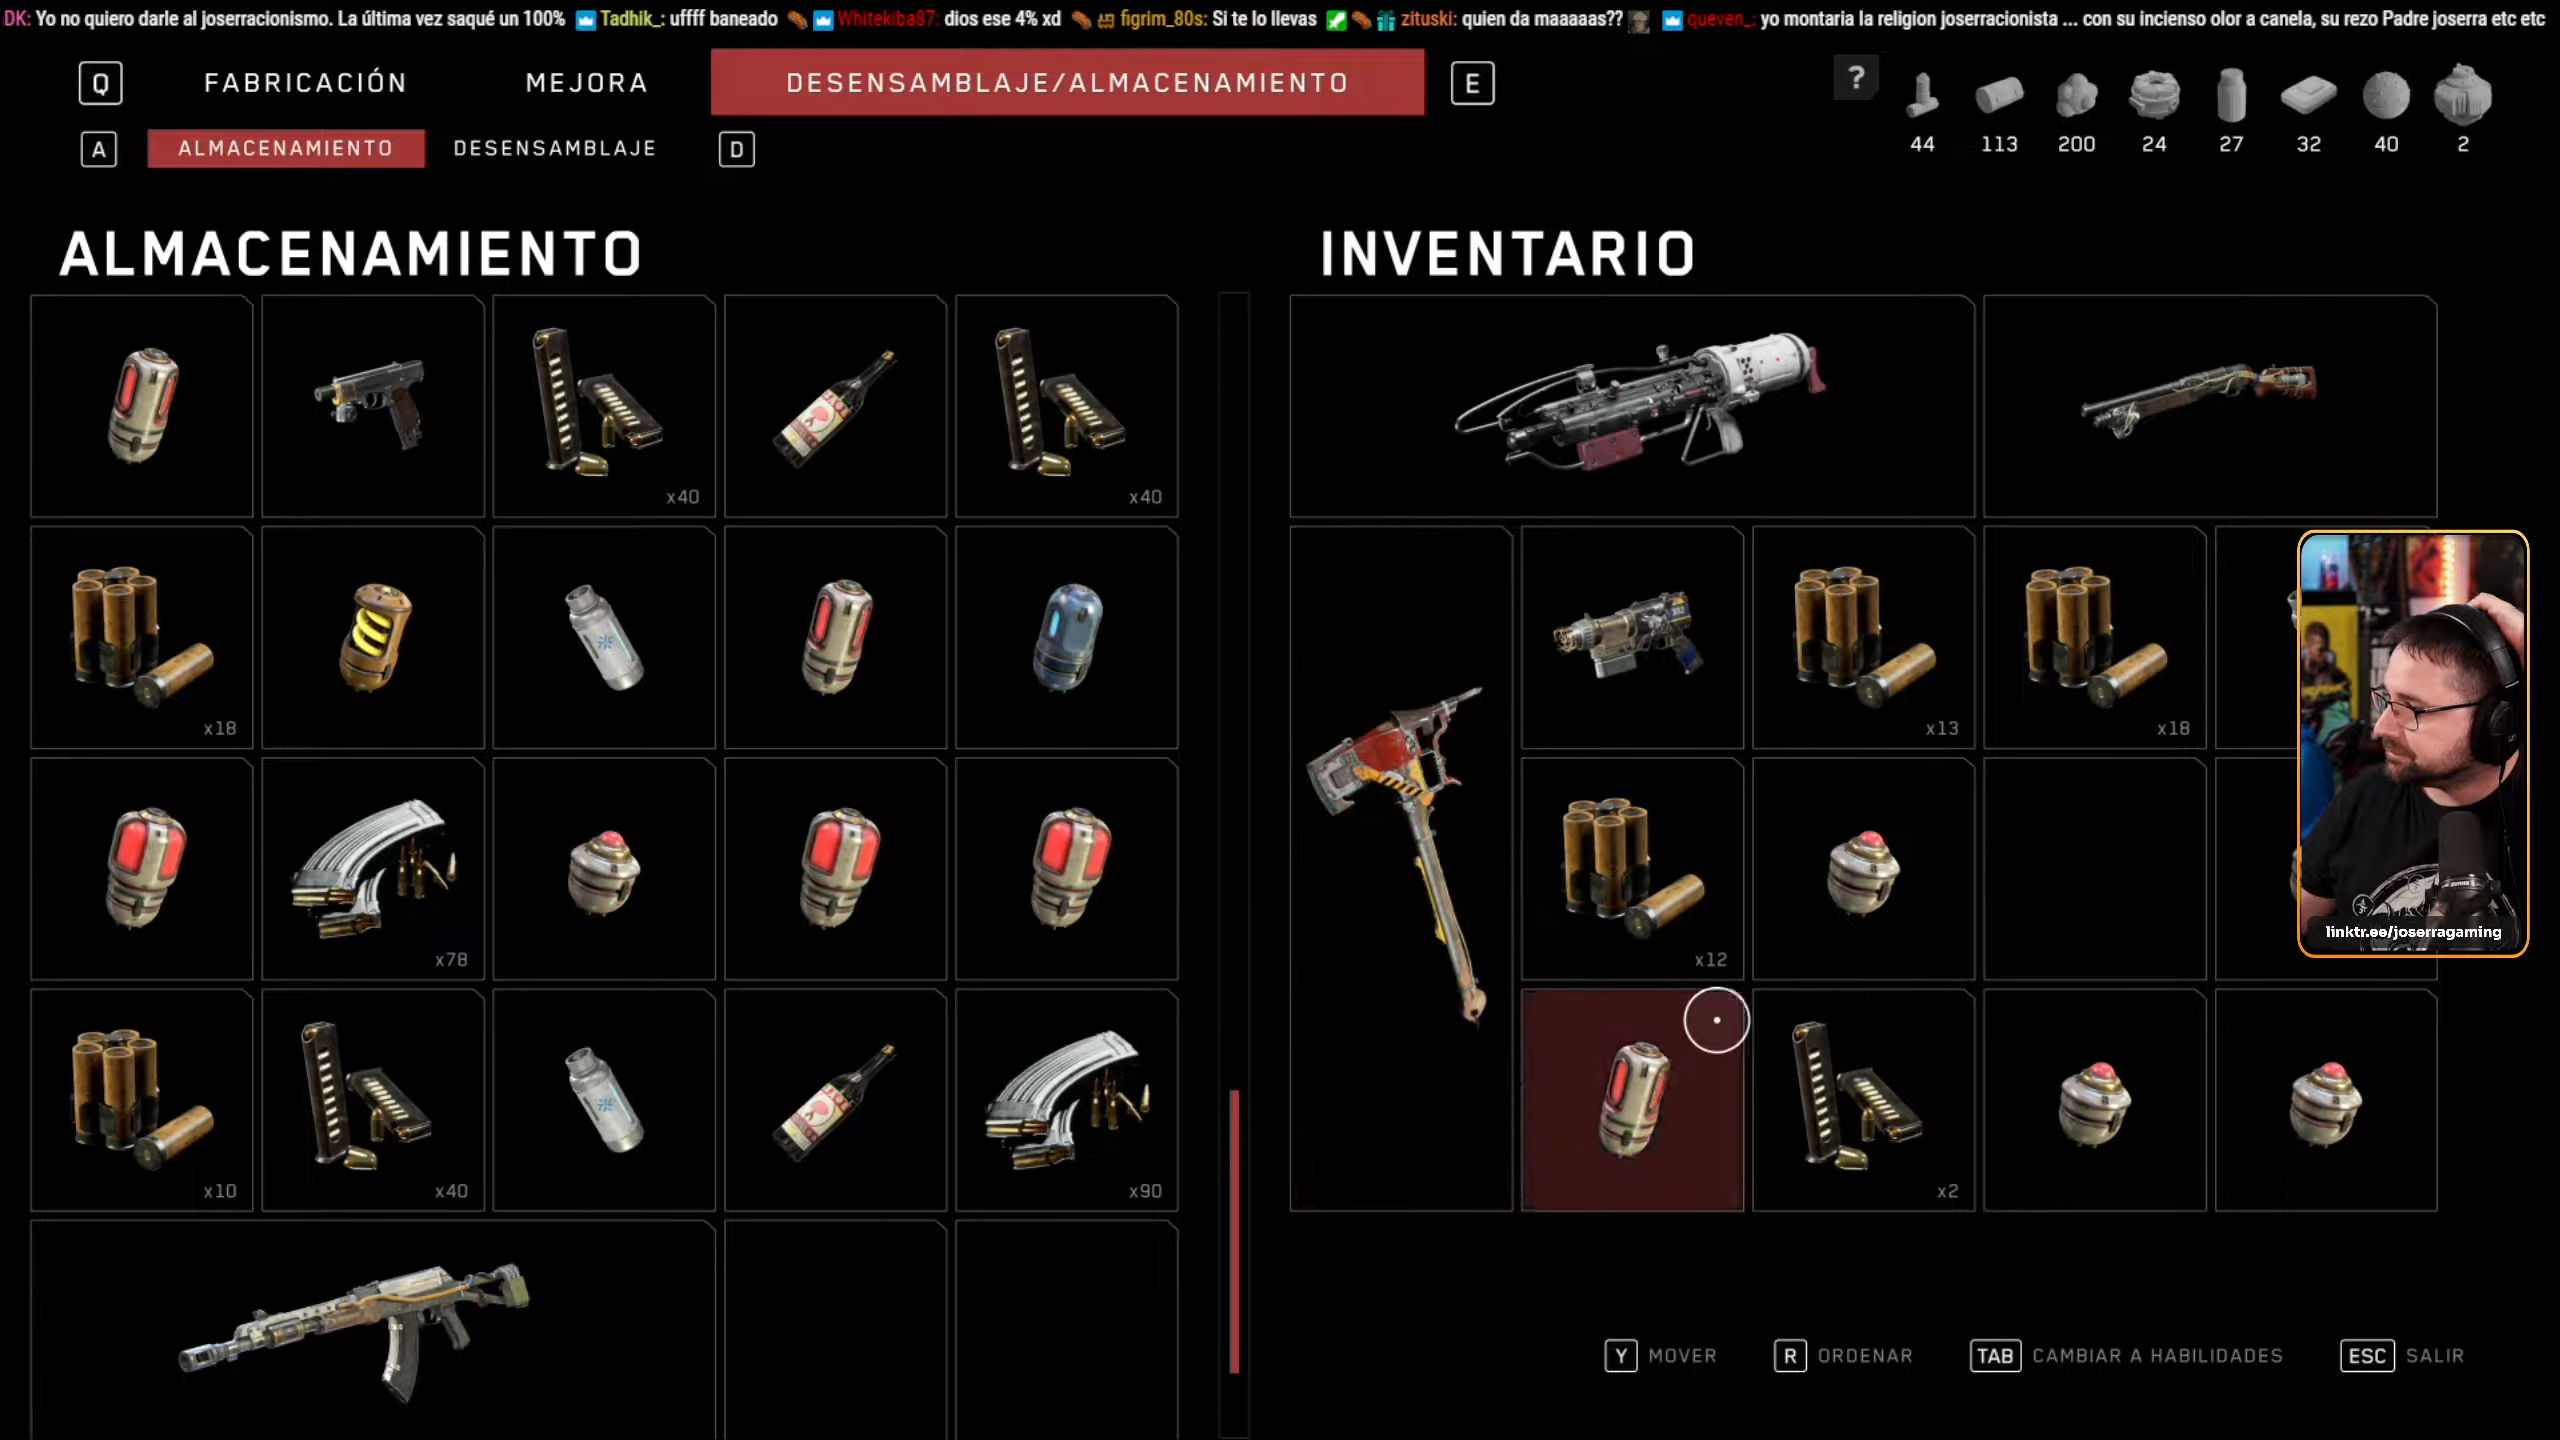 DK: Yo no quiero darle al joserracionismo. La última vez saqué un 100% Tadhik_: uffff baneado Whitekiba87: dios ese 4% xd figrim_80s: Si te lo llevas zituski: quien da maaaaas?? queven_: yo montaria la religion joserracionista ... con su incienso olor a canela, su rezo Padre joserra etc etc
Q FABRICACIÓN MEJORA DESENSAMBLAJE/ALMACENAMIENTO E ?
A ALMACENAMIENTO DESENSAMBLAJE D
44 113 200 24 27 32 40 2
ALMACENAMIENTO
x40 x40
x18
x78
x10 x40 x90
INVENTARIO
x13 x18
x12
x2
linktr.ee/joserragaming
Y MOVER R ORDENAR TAB CAMBIAR A HABILIDADES ESC SALIR